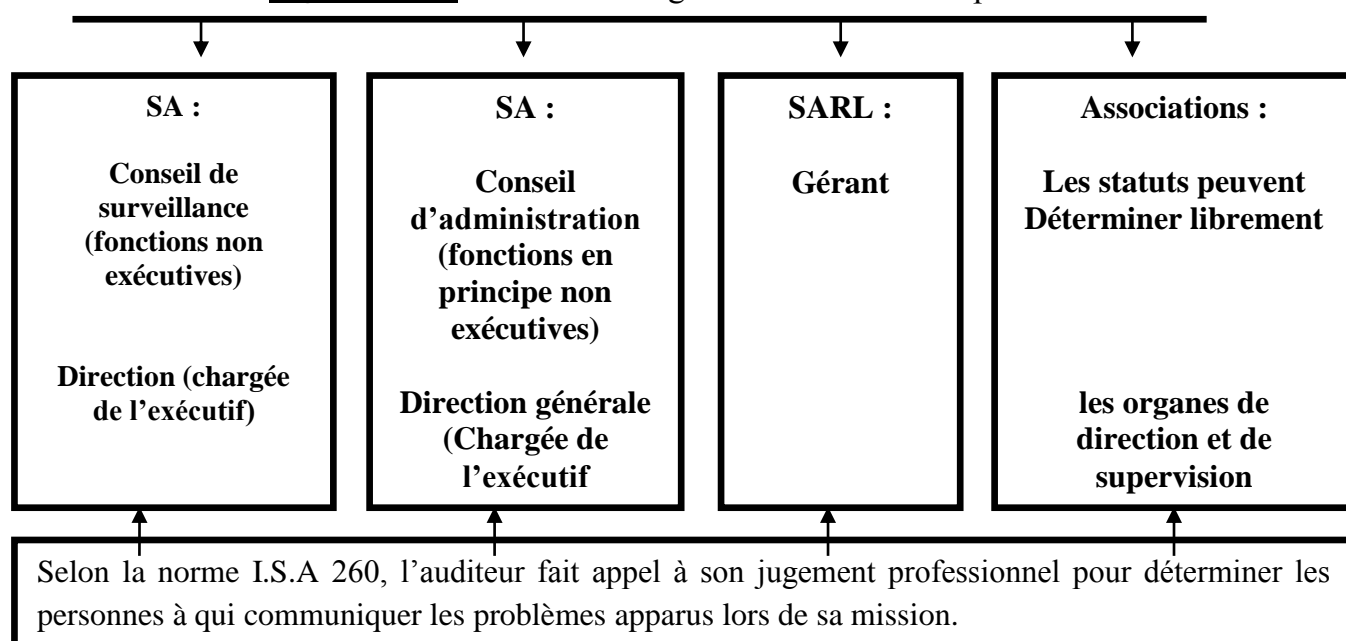 SA :
Conseil de
surveillance
(fonctions non
exécutives)
Direction (chargée
de l’exécutif)
SA :
Conseil
d’administration
(fonctions en
principe non
exécutives)
Direction générale
(Chargée de
l’exécutif
SARL :
Gérant
Associations :
Les statuts peuvent
Déterminer librement
les organes de
direction et de
supervision
Selon la norme I.S.A 260, l’auditeur fait appel à son jugement professionnel pour déterminer les
personnes à qui communiquer les problèmes apparus lors de sa mission.